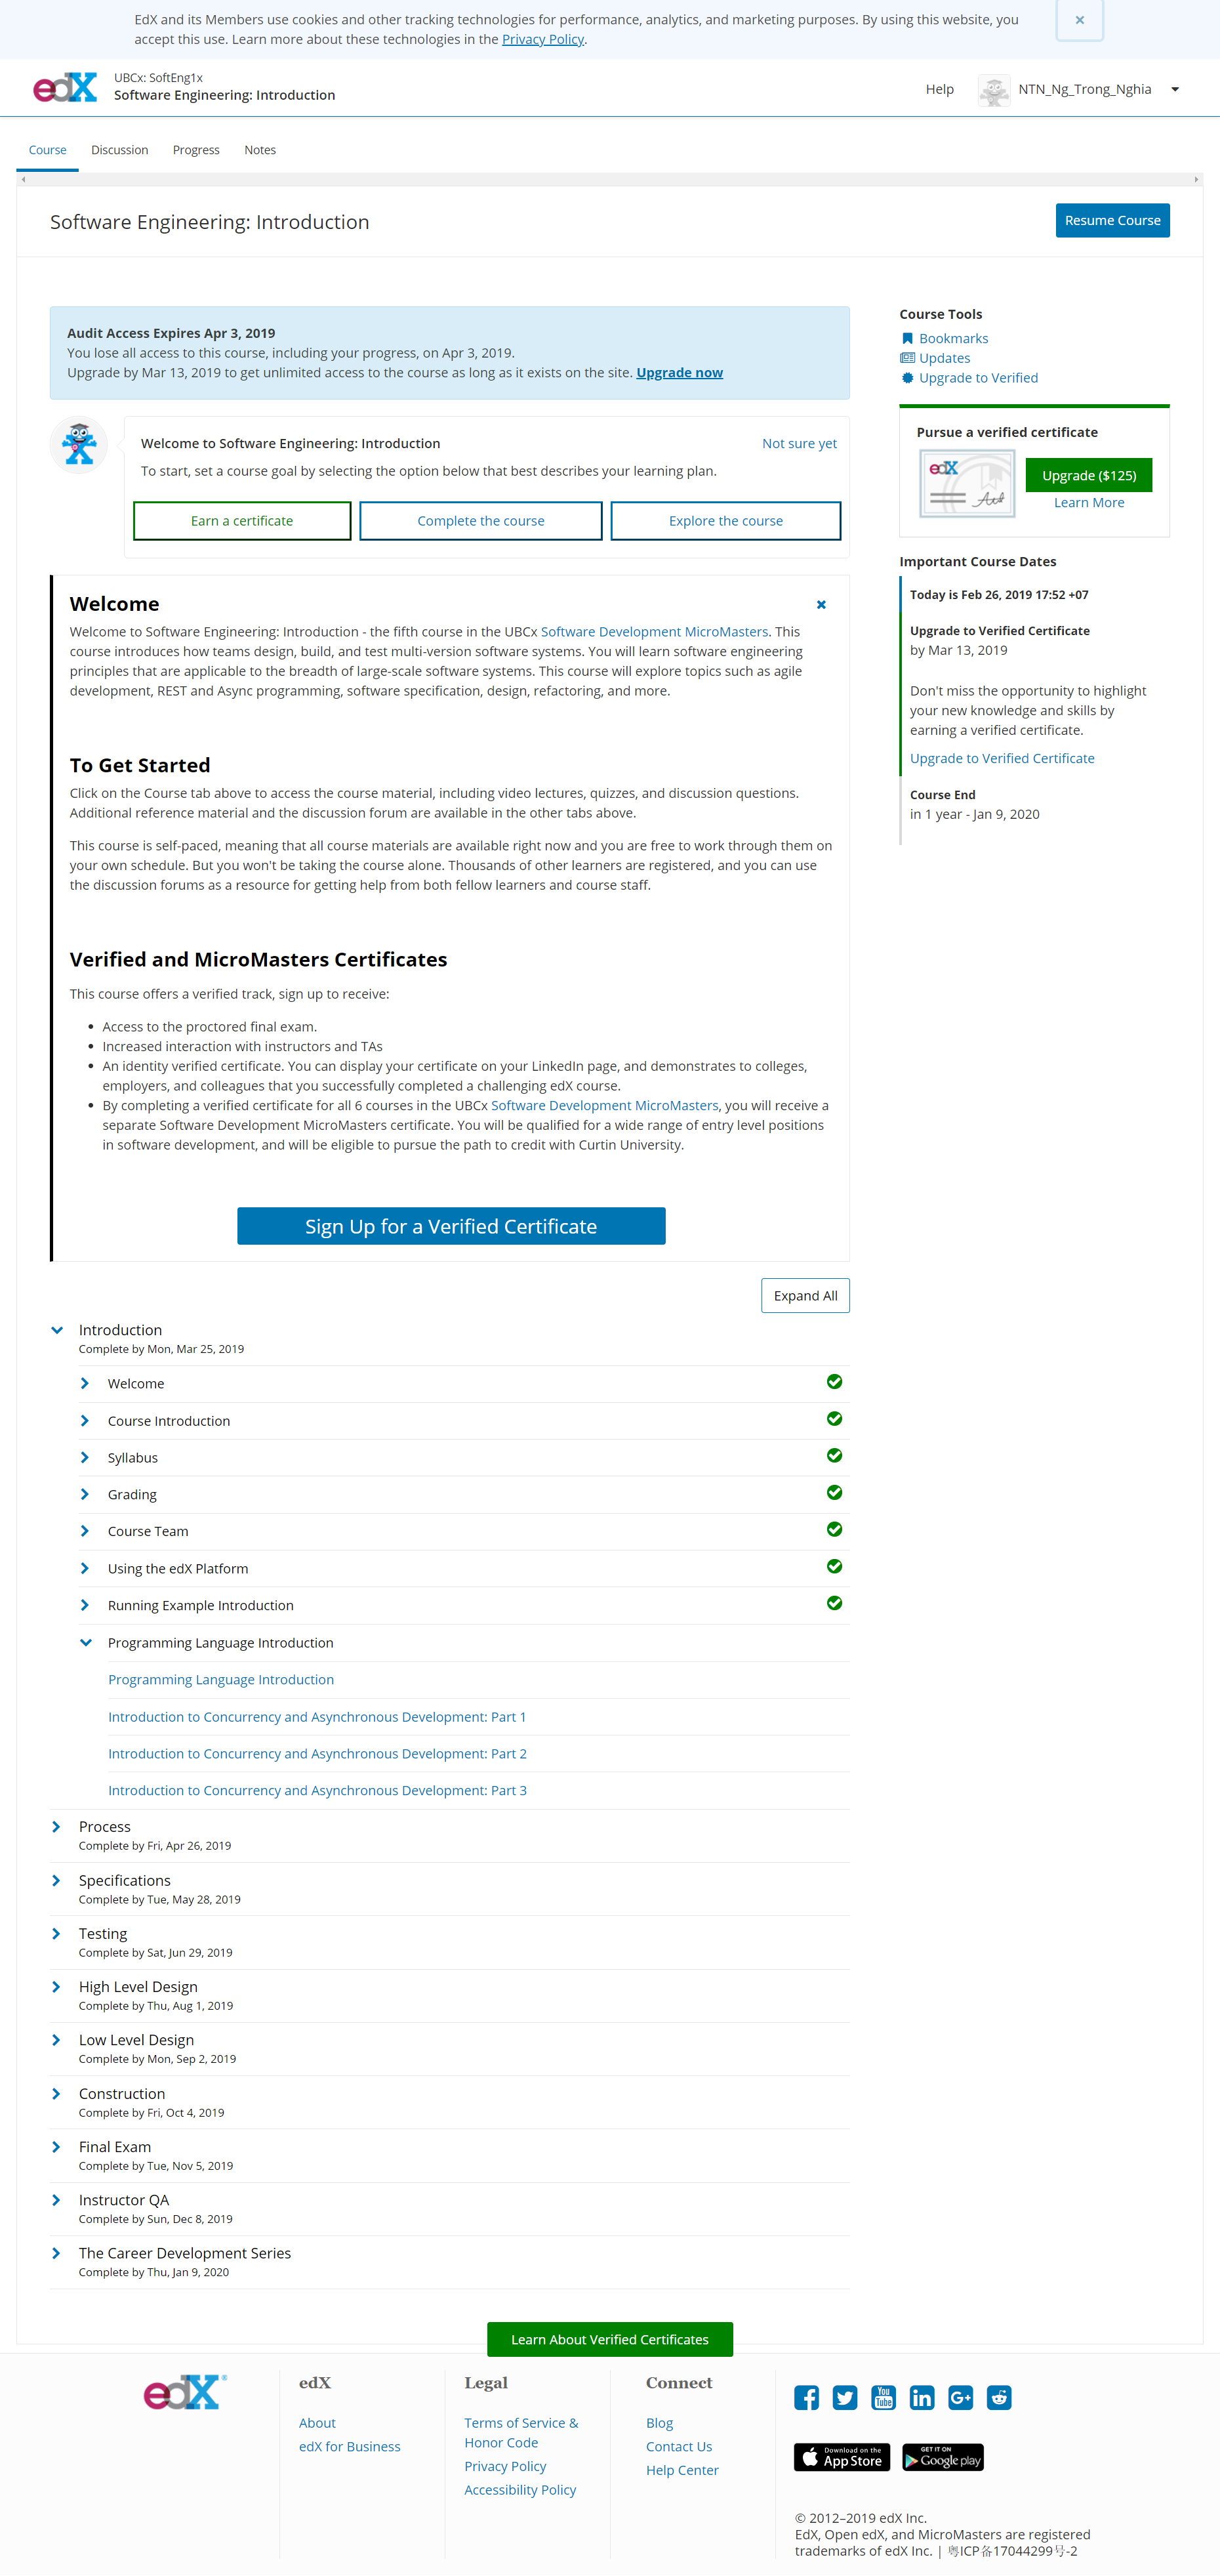 EdX and its Members use cookies and other tracking technologies for performance, analytics, and marketing purposes. By using this website, you
accept this use. Learn more about these technologies in the Privacy Policy.
×
edX
UBCx: SoftEng1x
Software Engineering: Introduction
Help
NTN_Ng_Trong_Nghia
Course
Discussion
Progress
Notes
Software Engineering: Introduction
Resume Course
Audit Access Expires Apr 3, 2019
You lose all access to this course, including your progress, on Apr 3, 2019.
Upgrade by Mar 13, 2019 to get unlimited access to the course as long as it exists on the site. Upgrade now
Welcome to Software Engineering: Introduction
Not sure yet
To start, set a course goal by selecting the option below that best describes your learning plan.
Earn a certificate
Complete the course
Explore the course
Welcome
Welcome to Software Engineering: Introduction - the fifth course in the UBCx Software Development MicroMasters. This
course introduces how teams design, build, and test multi-version software systems. You will learn software engineering
principles that are applicable to the breadth of large-scale software systems. This course will explore topics such as agile
development, REST and Async programming, software specification, design, refactoring, and more.
To Get Started
Click on the Course tab above to access the course material, including video lectures, quizzes, and discussion questions.
Additional reference material and the discussion forum are available in the other tabs above.
This course is self-paced, meaning that all course materials are available right now and you are free to work through them on
your own schedule. But you won't be taking the course alone. Thousands of other learners are registered, and you can use
the discussion forums as a resource for getting help from both fellow learners and course staff.
Verified and MicroMasters Certificates
This course offers a verified track, sign up to receive:
• Access to the proctored final exam.
• Increased interaction with instructors and TAs
• An identity verified certificate. You can display your certificate on your LinkedIn page, and demonstrates to colleges,
employers, and colleagues that you successfully completed a challenging edX course.
• By completing a verified certificate for all 6 courses in the UBCx Software Development MicroMasters, you will receive a
separate Software Development MicroMasters certificate. You will be qualified for a wide range of entry level positions
in software development, and will be eligible to pursue the path to credit with Curtin University.
Sign Up for a Verified Certificate
Expand All
Introduction
Complete by Mon, Mar 25, 2019
Welcome
Course Introduction
Syllabus
Grading
Course Team
Using the edX Platform
Running Example Introduction
Programming Language Introduction
Programming Language Introduction
Introduction to Concurrency and Asynchronous Development: Part 1
Introduction to Concurrency and Asynchronous Development: Part 2
Introduction to Concurrency and Asynchronous Development: Part 3
Process
Complete by Fri, Apr 26, 2019
Specifications
Complete by Tue, May 28, 2019
Testing
Complete by Sat, Jun 29, 2019
High Level Design
Complete by Thu, Aug 1, 2019
Low Level Design
Complete by Mon, Sep 2, 2019
Construction
Complete by Fri, Oct 4, 2019
Final Exam
Complete by Tue, Nov 5, 2019
Instructor QA
Complete by Sun, Dec 8, 2019
The Career Development Series
Complete by Thu, Jan 9, 2020
Course Tools
Bookmarks
Updates
Upgrade to Verified
Pursue a verified certificate
edX
Upgrade ($125)
Learn More
Important Course Dates
Today is Feb 26, 2019 17:52 +07
Upgrade to Verified Certificate
by Mar 13, 2019
Don't miss the opportunity to highlight
your new knowledge and skills by
earning a verified certificate.
Upgrade to Verified Certificate
Course End
in 1 year - Jan 9, 2020
Learn About Verified Certificates
edX®
edX
About
edX for Business
Legal
Terms of Service &
Honor Code
Privacy Policy
Accessibility Policy
Connect
Blog
Contact Us
Help Center
You
Tube
in
G+
Download on the
App Store
GET IT ON
Google play
© 2012–2019 edX Inc.
EdX, Open edX, and MicroMasters are registered
trademarks of edX Inc. | 粤ICP备17044299号-2